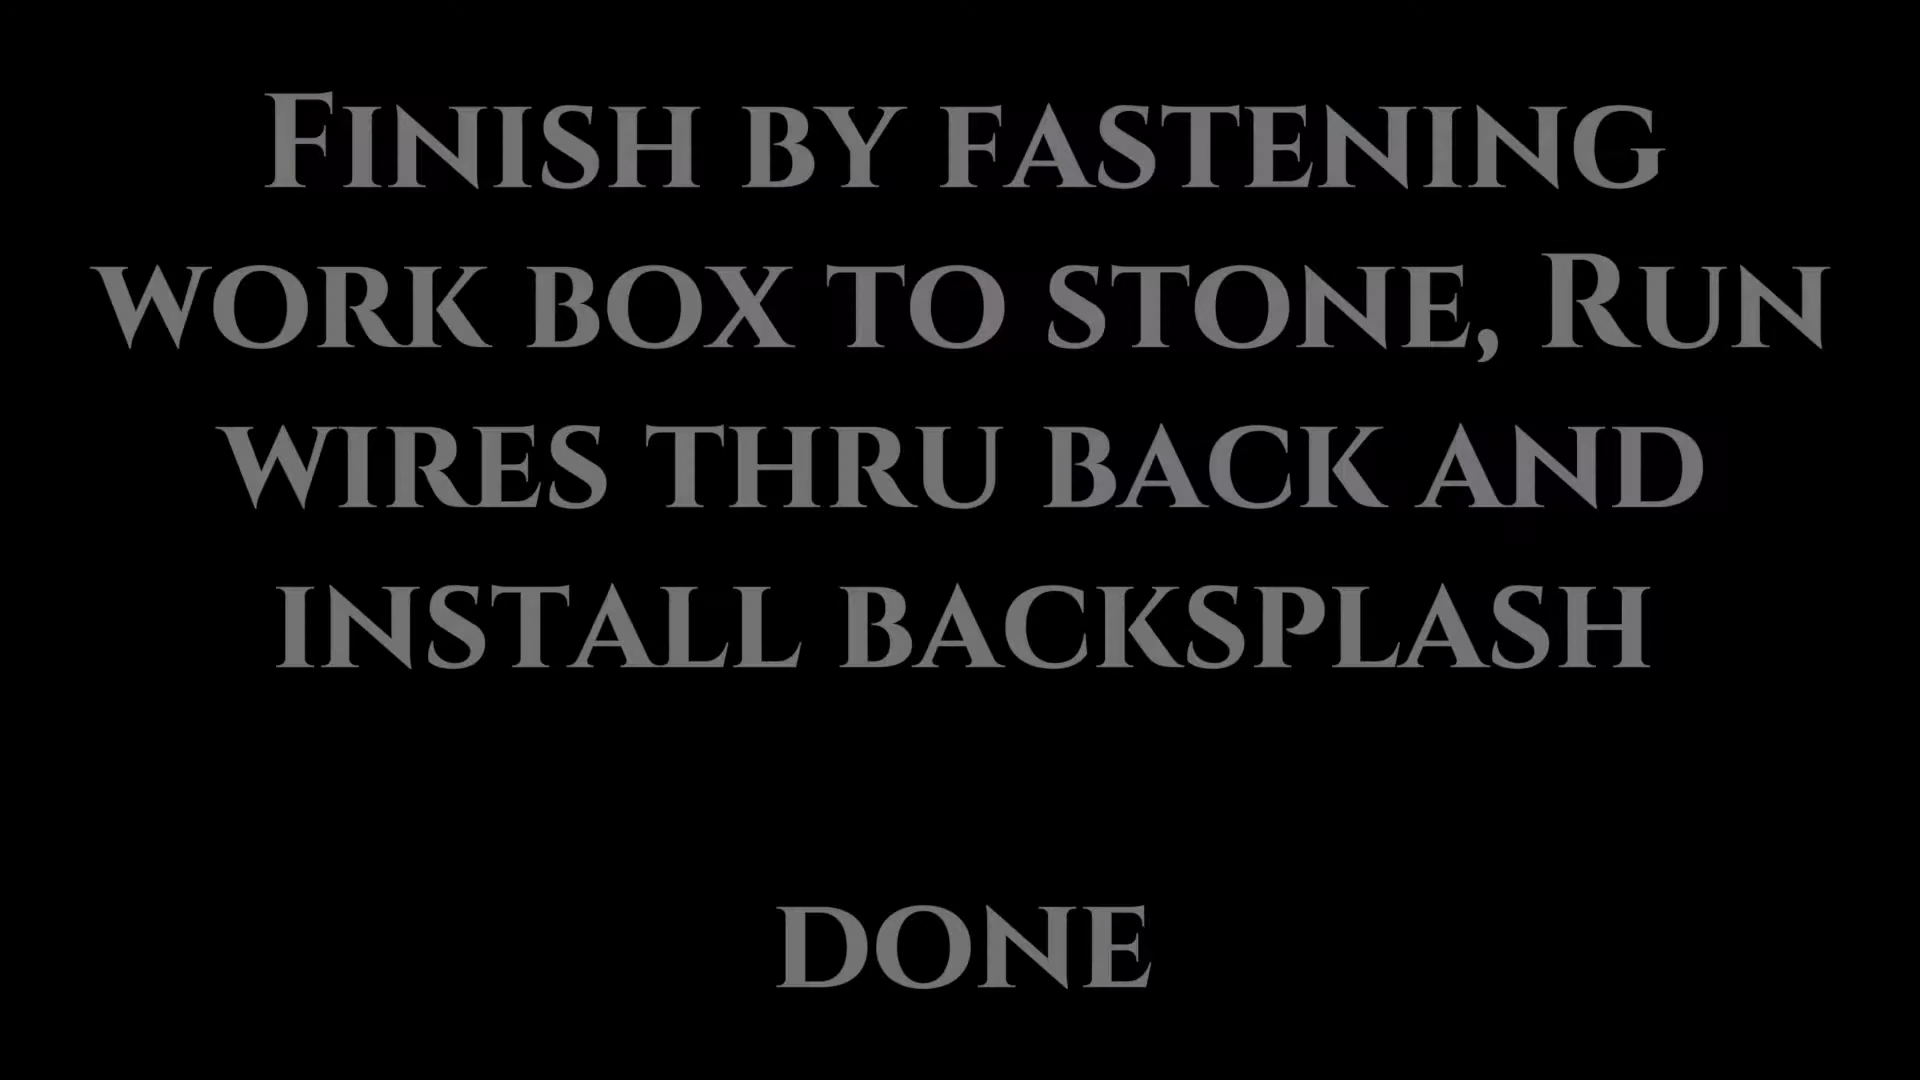 Finish by fastening
work box to stone, Run
wires thru back and
install backsplash
done